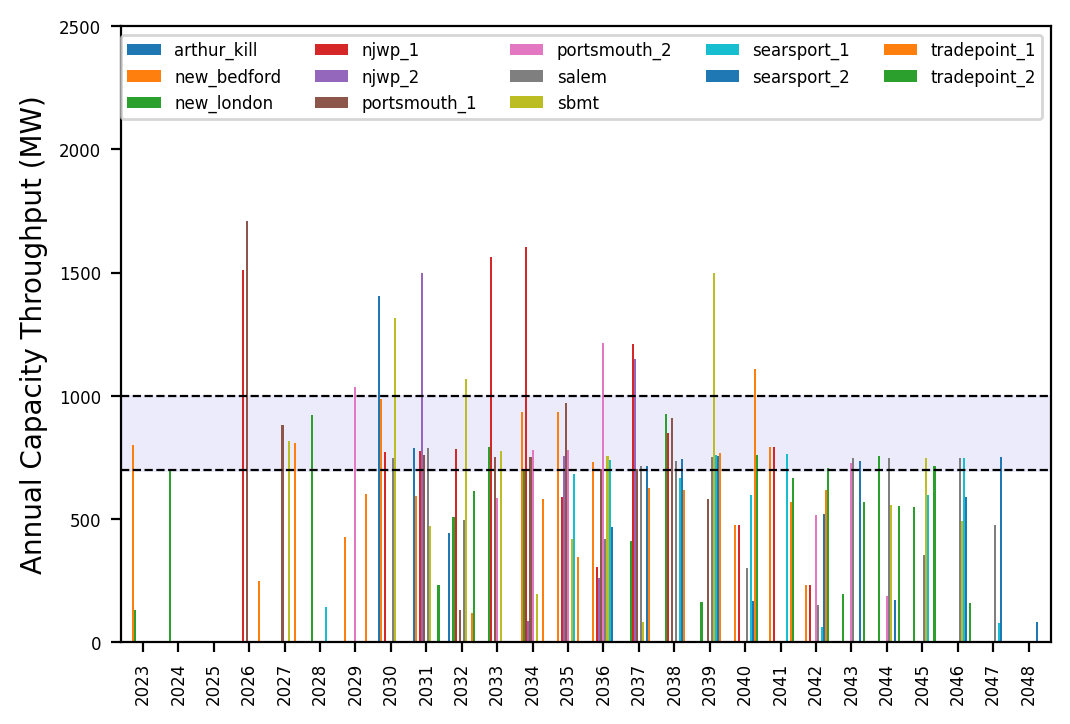 Annual Capacity Throughput (MW)
2500
2000
1500
1000
500
0
arthur_kill njwp_1 portsmouth_2 searsport_1 tradepoint_1
new_bedford njwp_2 salem searsport_2 tradepoint_2
new_london portsmouth_1 sbmt
2023 2024 2025 2026 2027 2028 2029 2030 2031 2032 2033 2034 2035 2036 2037 2038 2039 2040 2041 2042 2043 2044 2045 2046 2047 2048